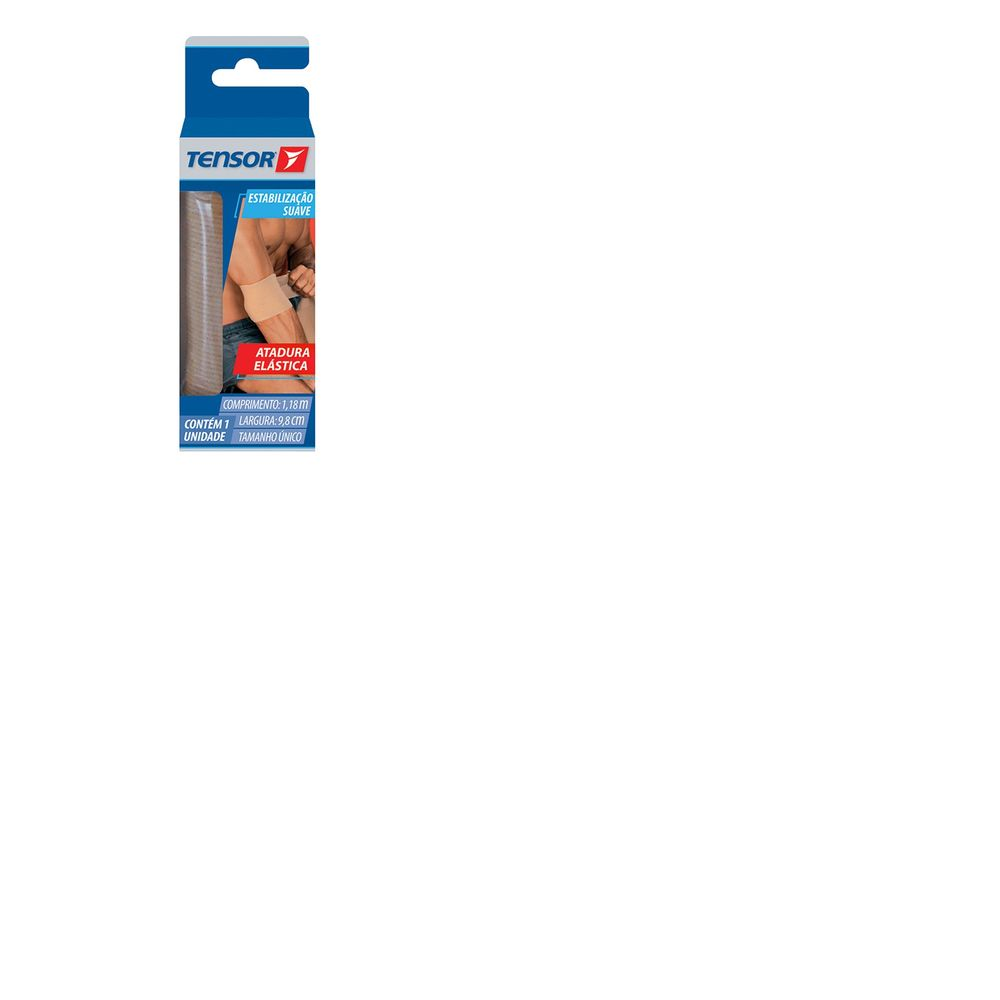 TENSOR
ESTABILIZAÇÃO
SUAVE
ATADURA
ELÁSTICA
COMPRIMENTO: 1,18 m
LARGURA: 9,8 cm
TAMANHO ÚNICO
CONTÉM 1
UNIDADE